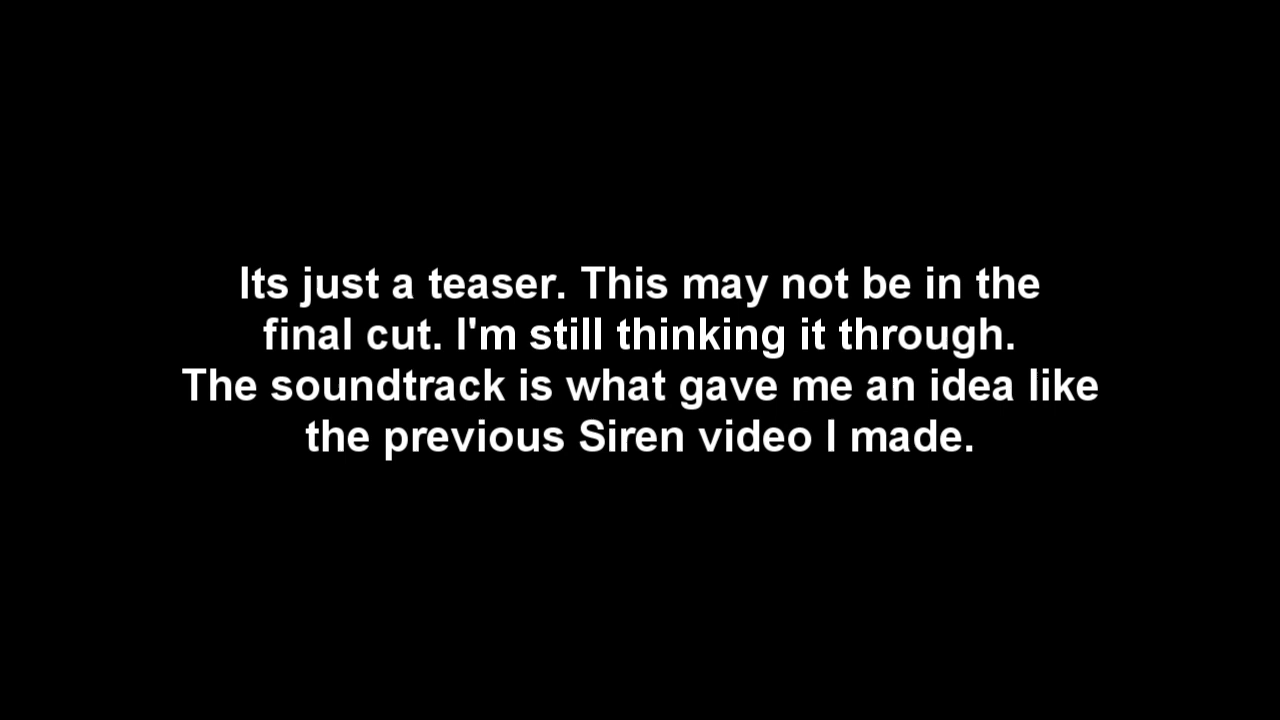 Its just a teaser. This may not be in the
final cut. I'm still thinking it through.
The soundtrack is what gave me an idea like
the previous Siren video I made.